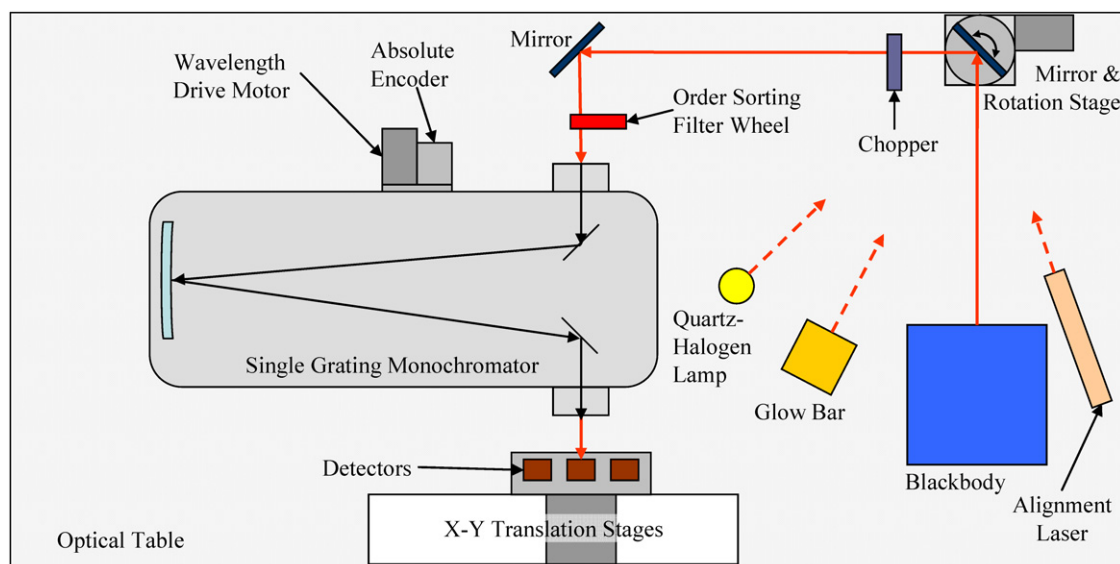 Wavelength
Drive Motor
Absolute
Encoder
Mirror
Order Sorting
Filter Wheel
Chopper
Mirror &
Rotation Stage
Quartz-
Halogen
Lamp
Single Grating Monochromator
Glow Bar
Blackbody
Alignment
Laser
Detectors
X-Y Translation Stages
Optical Table